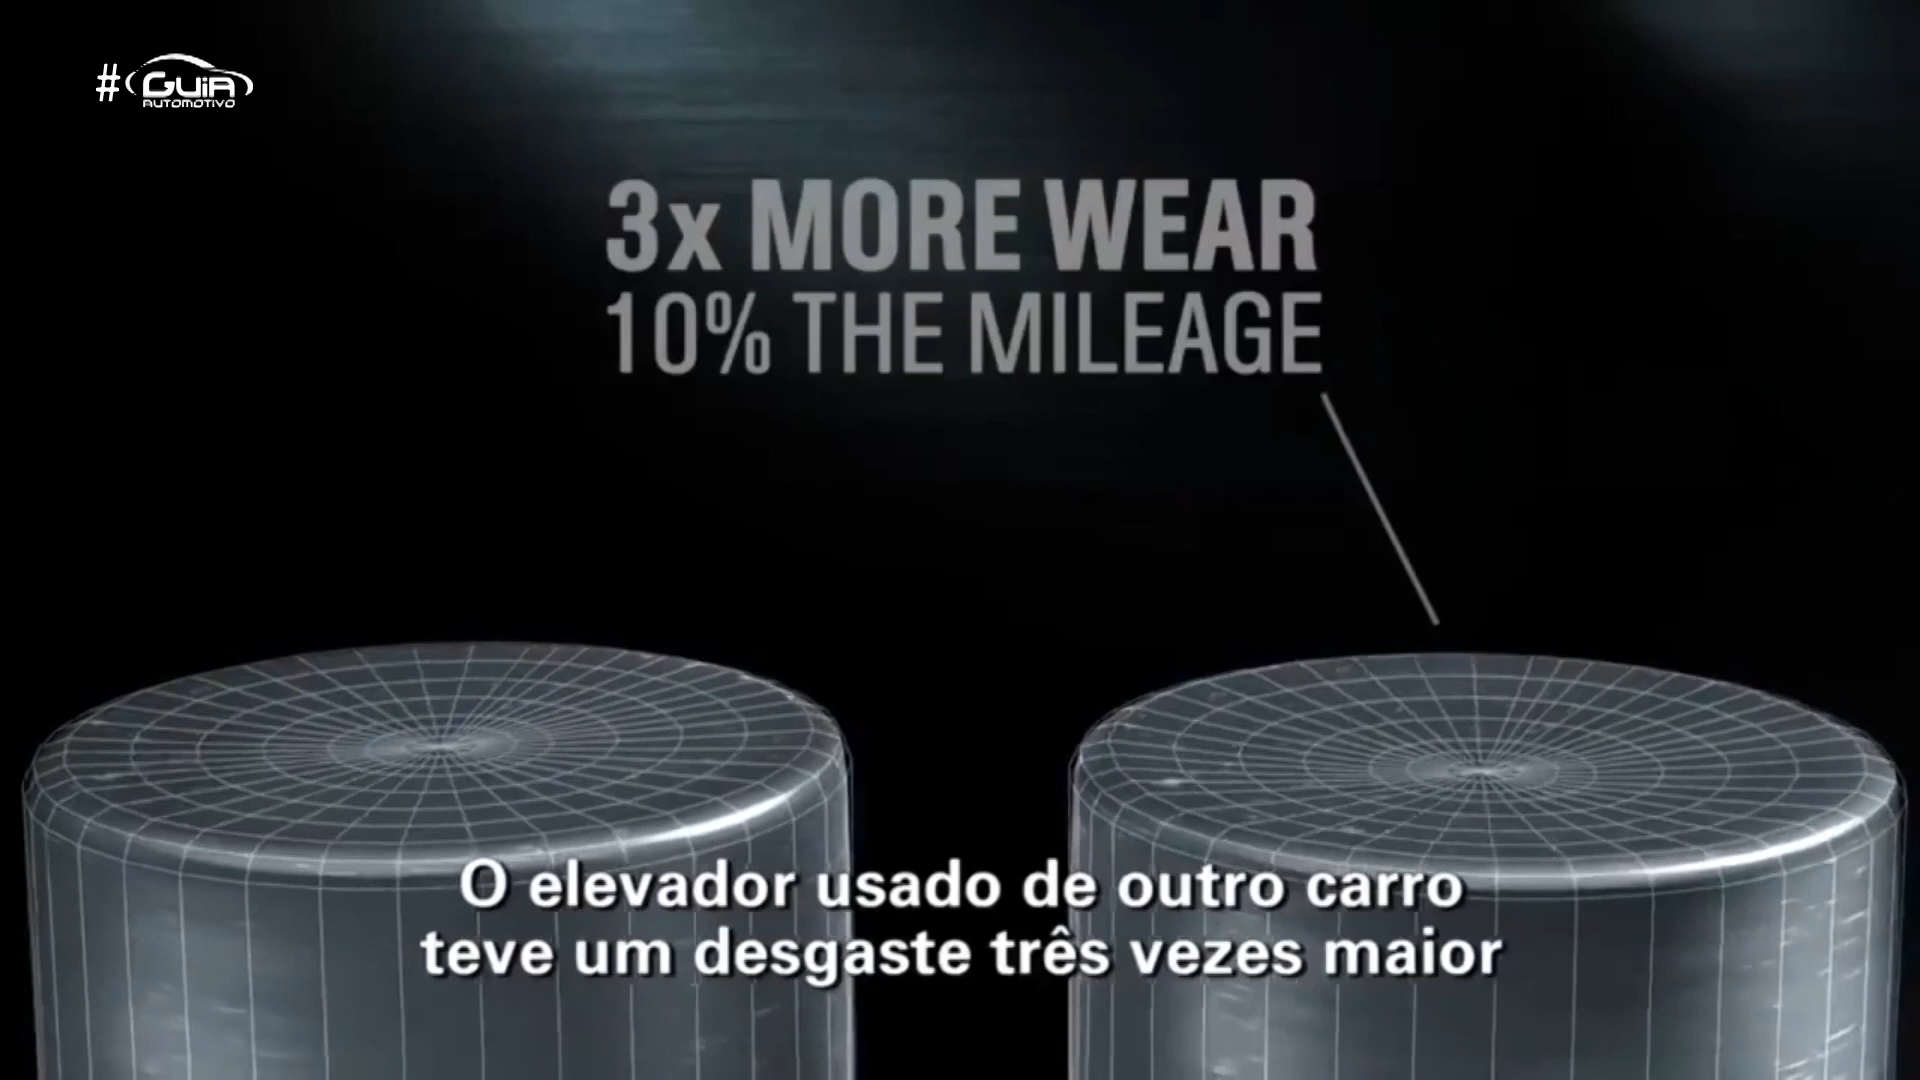 #GUIA
AUTOMOTIVO
3x MORE WEAR
10% THE MILEAGE
O elevador usado de outro carro
teve um desgaste três vezes maior